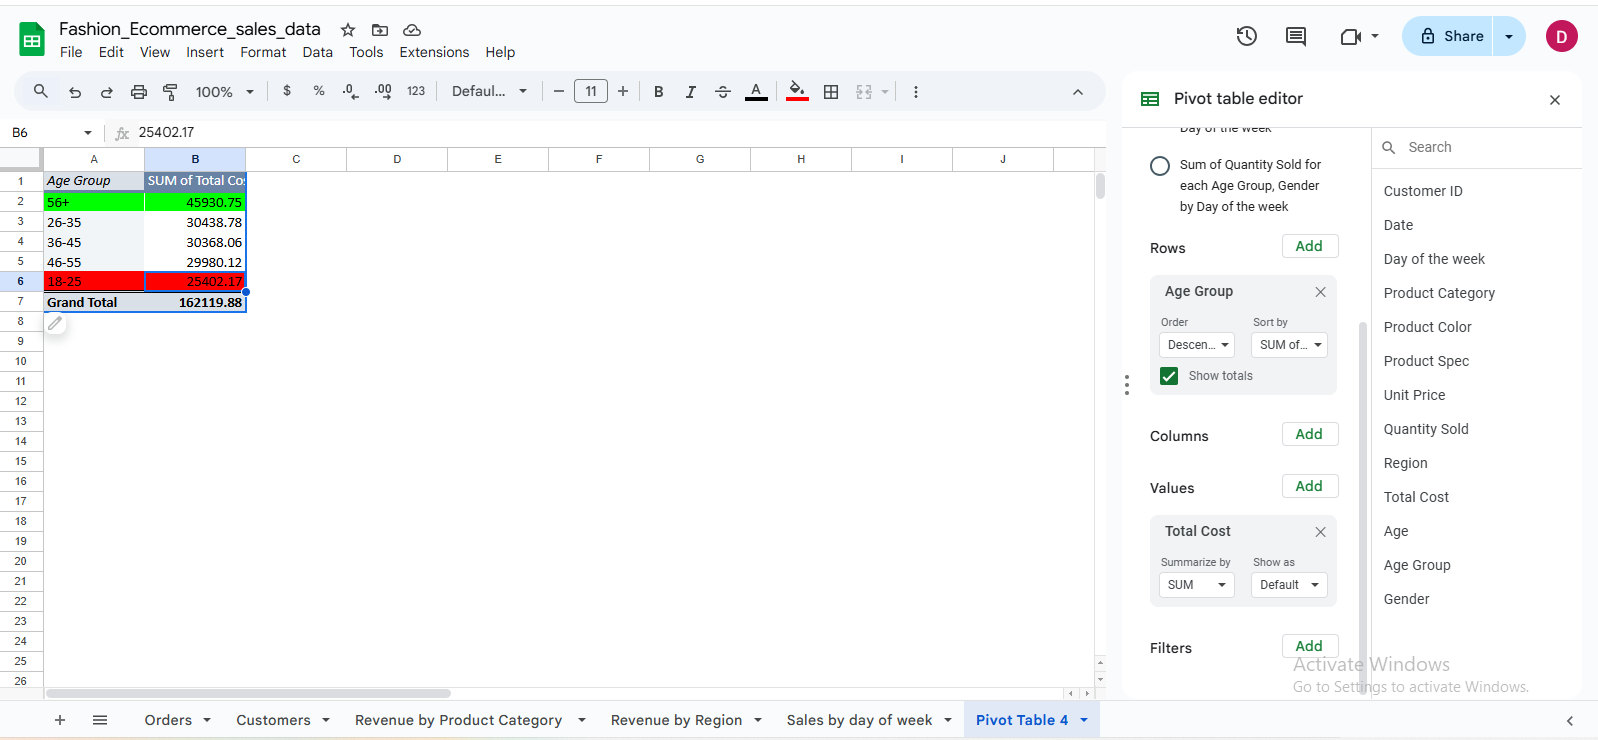 Fashion_Ecommerce_sales_data
File Edit View Insert Format Data Tools Extensions Help
Share
D
100% $ % .0 .00 123 Defaul... 11 B I A
B6 25402.17
A B C D E F G H I J
1 Age Group SUM of Total Co
2 56+ 45930.75
3 26-35 30438.78
4 36-45 30368.06
5 46-55 29980.12
6 18-25 25402.17
7 Grand Total 162119.88
8
9
10
11
12
13
14
15
16
17
18
19
20
21
22
23
24
25
26
Pivot table editor
Day of the week
Sum of Quantity Sold for
each Age Group, Gender
by Day of the week
Rows Add
Age Group
Order Sort by
Descen... SUM of...
Show totals
Columns Add
Values Add
Total Cost
Summarize by Show as
SUM Default
Filters Add
Search
Customer ID
Date
Day of the week
Product Category
Product Color
Product Spec
Unit Price
Quantity Sold
Region
Total Cost
Age
Age Group
Gender
Activate Windows
Go to Settings to activate Windows.
Orders Customers Revenue by Product Category Revenue by Region Sales by day of week Pivot Table 4